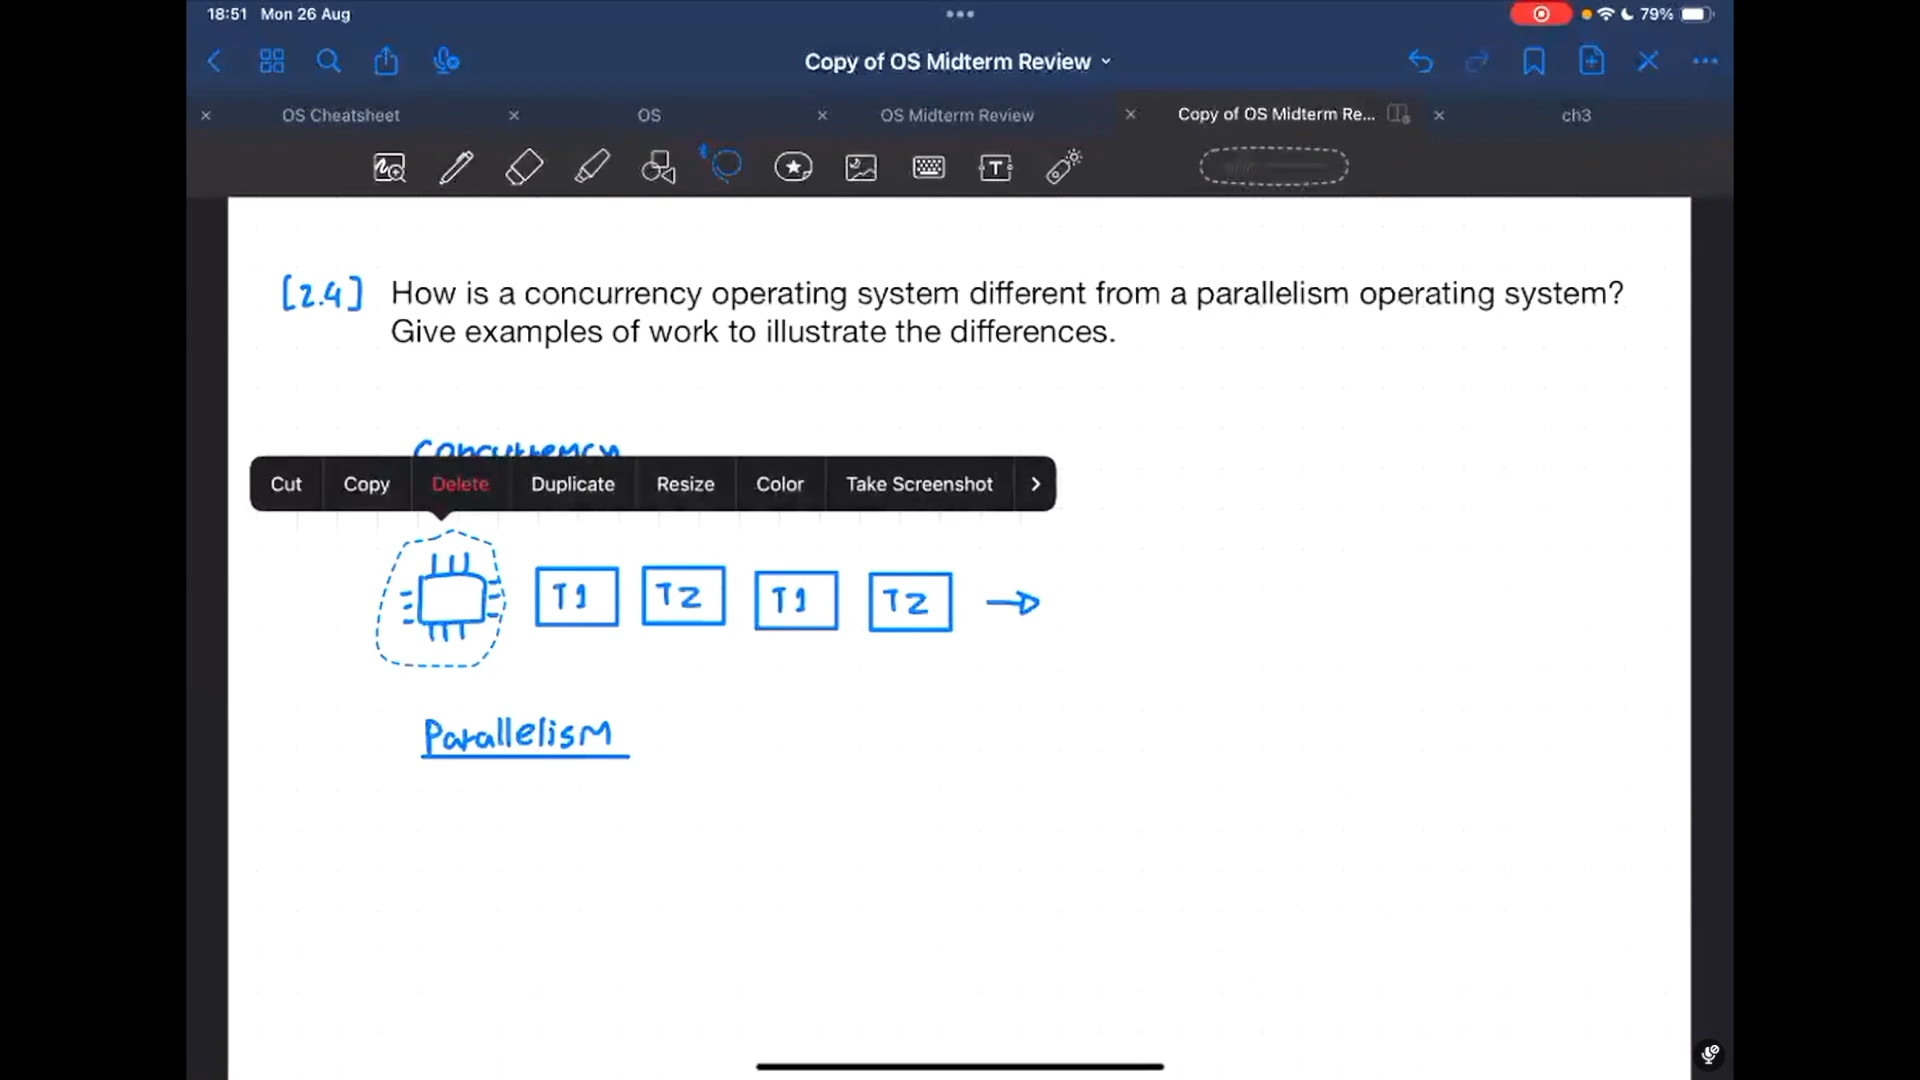 18:51 Mon 26 Aug
79%
Copy of OS Midterm Review
OS Cheatsheet
OS
OS Midterm Review
Copy of OS Midterm Re...
ch3
[2.4] How is a concurrency operating system different from a parallelism operating system?
Give examples of work to illustrate the differences.
Concurrency
Cut Copy Delete Duplicate Resize Color Take Screenshot
T1 T2 T1 T2
Parallelism